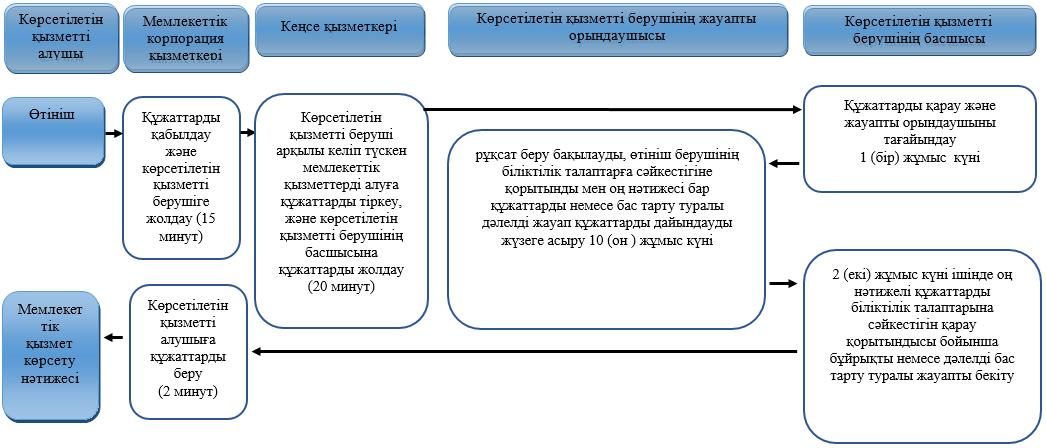 Көрсетілетін
қызметті
алушы
Мемлекеттік
корпорация
қызметкері
Кеңсе қызметкері
Көрсетілетін қызметті берушінің жауапты
орындаушысы
Көрсетілетін қызметті
берушінің басшысы
Өтініш
Құжаттарды
қабылдау
және
көрсетілетін
қызметті
берушіге
жолдау (15
минут)
Көрсетілетін
қызметті беруші
арқылы келіп түскен
мемлекеттік
қызметтерді алуға
құжаттарды тіркеу,
және көрсетілетін
қызметті берушінің
басшысына
құжаттарды жолдау
(20 минут)
рұқсат беру бақылауды, өтініш берушінің
біліктілік талаптарға сәйкестігіне
қорытынды мен оң нәтижесі бар
құжаттарды немесе бас тарту туралы
дәлелді жауап құжаттарды дайындауды
жүзеге асыру 10 (он ) жұмыс күні
Құжаттарды қарау және
жауапты орындаушыны
тағайындау
1 (бір) жұмыс күні
2 (екі) жұмыс күні ішінде оң
нәтижелі құжаттарды
біліктілік талаптарына
сәйкестігін қарау
қорытындысы бойынша
бұйрықты немесе дәлелді бас
тарту туралы жауапты бекіту
Көрсетілетін
қызметті
алушыға
құжаттарды
беру
(2 минут)
Мемлекет
тік
қызмет
көрсету
нәтижесі